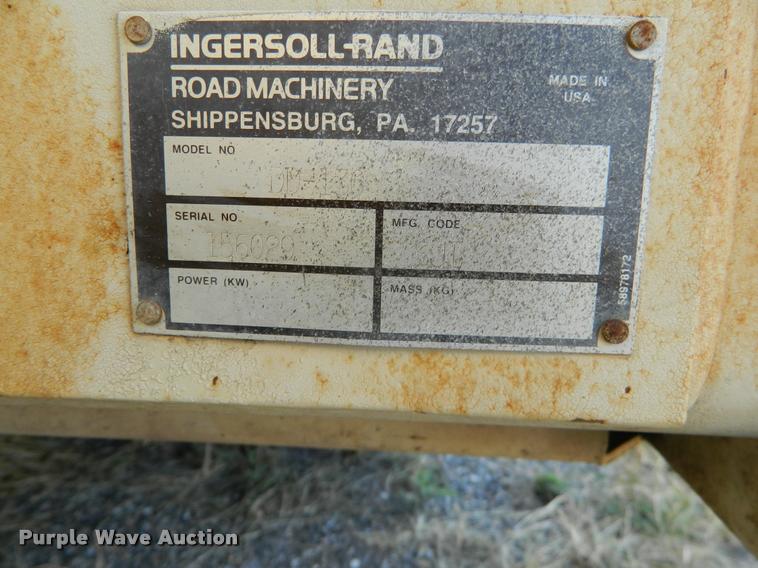 INGERSOLL-RAND
ROAD MACHINERY
MADE IN
USA
SHIPPENSBURG, PA. 17257
MODEL NO
SERIAL NO.
MFG. CODE
POWER (KW)
MASS (KG)
58978172
Purple Wave Auction